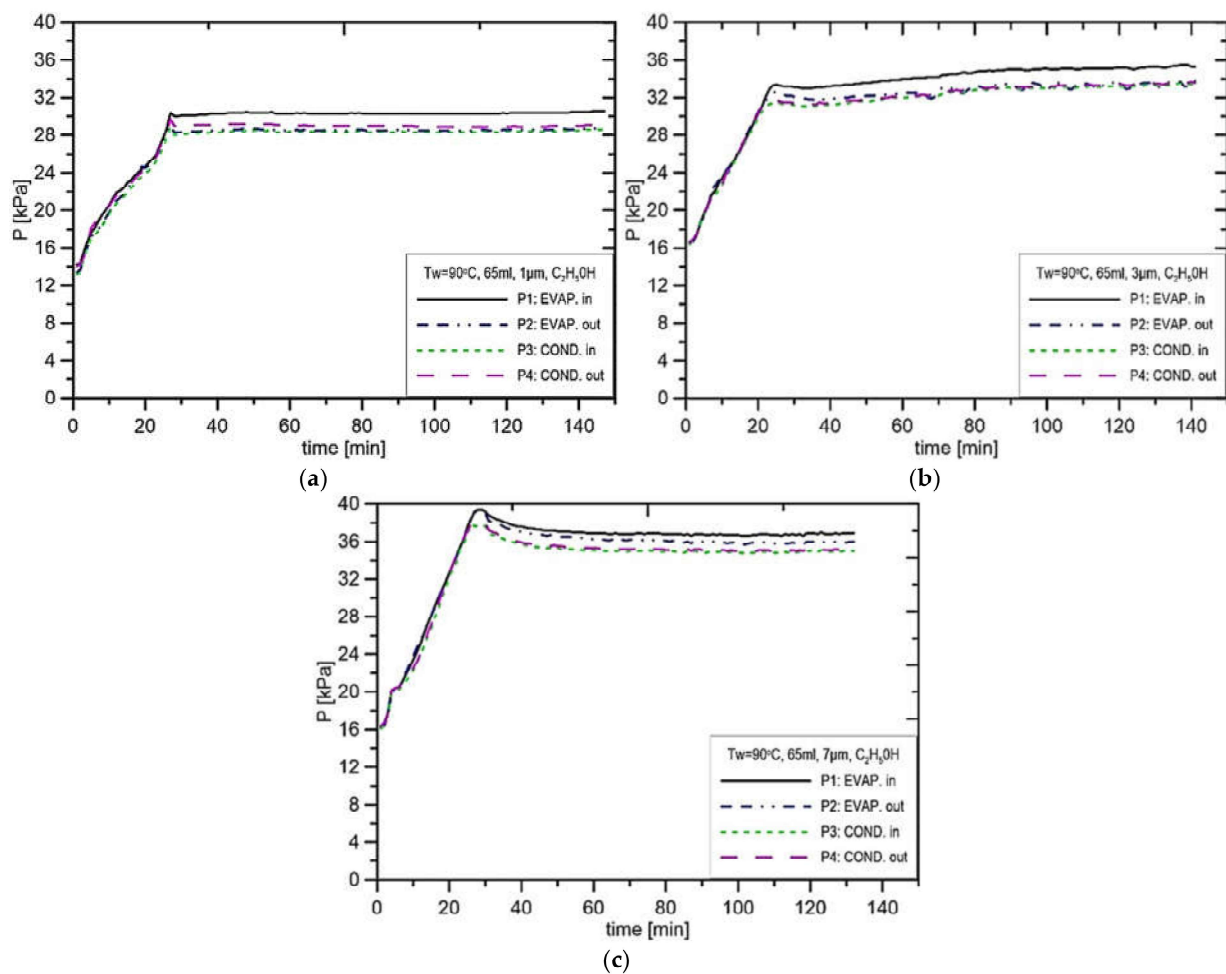 40
36
32
28
24
20
16
12
8
4
0
P [kPa]
Tw=90°C, 65ml, 1µm, C₂H₅0H
P1: EVAP. in
P2: EVAP. out
P3: COND. in
P4: COND. out
0 20 40 60 80 100 120 140
time [min]
(a)
40
36
32
28
24
20
16
12
8
4
0
P [kPa]
Tw=90°C, 65ml, 3µm, C₂H₅0H
P1: EVAP. in
P2: EVAP. out
P3: COND. in
P4: COND. out
0 20 40 60 80 100 120 140
time [min]
(b)
40
36
32
28
24
20
16
12
8
4
0
P [kPa]
Tw=90°C, 65ml, 7µm, C₂H₅0H
P1: EVAP. in
P2: EVAP. out
P3: COND. in
P4: COND. out
0 20 40 60 80 100 120 140
time [min]
(c)